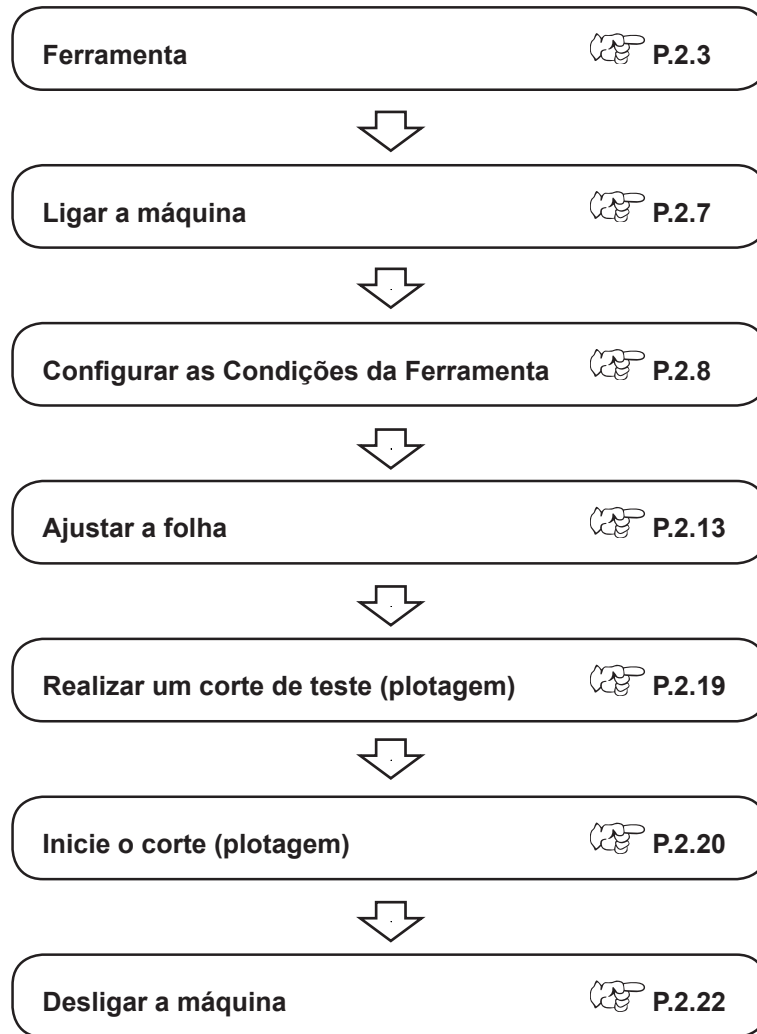 Ferramenta P.2.3
Ligar a máquina P.2.7
Configurar as Condições da Ferramenta P.2.8
Ajustar a folha P.2.13
Realizar um corte de teste (plotagem) P.2.19
Inicie o corte (plotagem) P.2.20
Desligar a máquina P.2.22